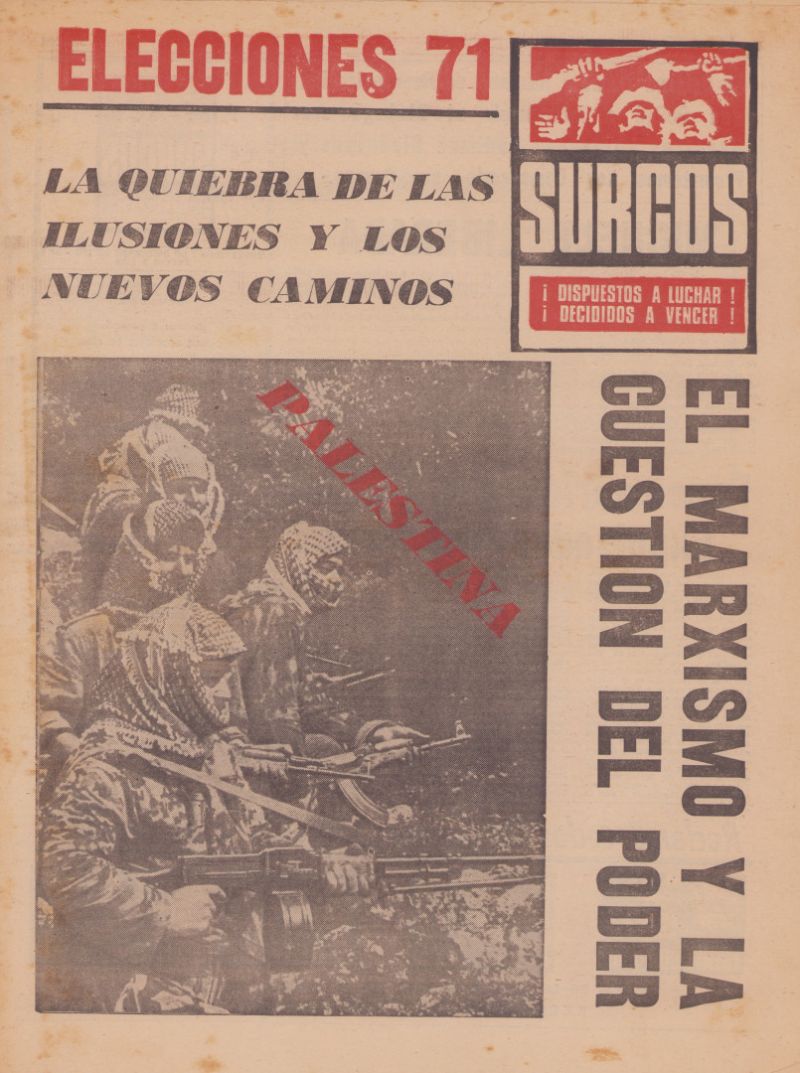 ELECCIONES 71
LA QUIEBRA DE LAS
ILUSIONES Y LOS
NUEVOS CAMINOS
SURCOS
¡ DISPUESTOS A LUCHAR !
¡ DECIDIDOS A VENCER !
PALESTINA
EL MARXISMO Y LA
CUESTION DEL PODER